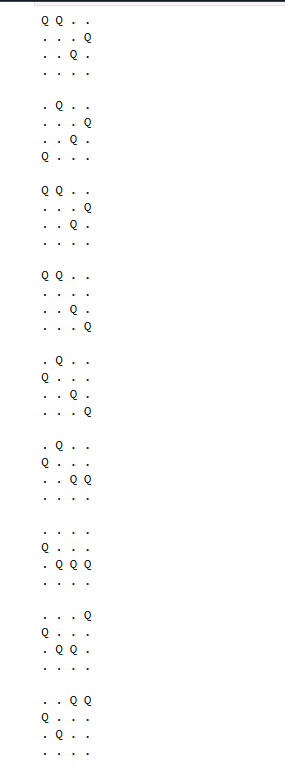 Q Q . .
. . . Q
. . Q .
. . . .

. Q . .
. . . Q
. . Q .
Q . . .

Q Q . .
. . . Q
. . Q .
. . . .

Q Q . .
. . . .
. . Q .
. . . Q

. Q . .
Q . . .
. . Q .
. . . Q

. Q . .
Q . . .
. . Q Q
. . . .

. . . .
Q . . .
. Q Q Q
. . . .

. . . Q
Q . . .
. Q Q .
. . . .

. . Q Q
Q . . .
. Q . .
. . . .